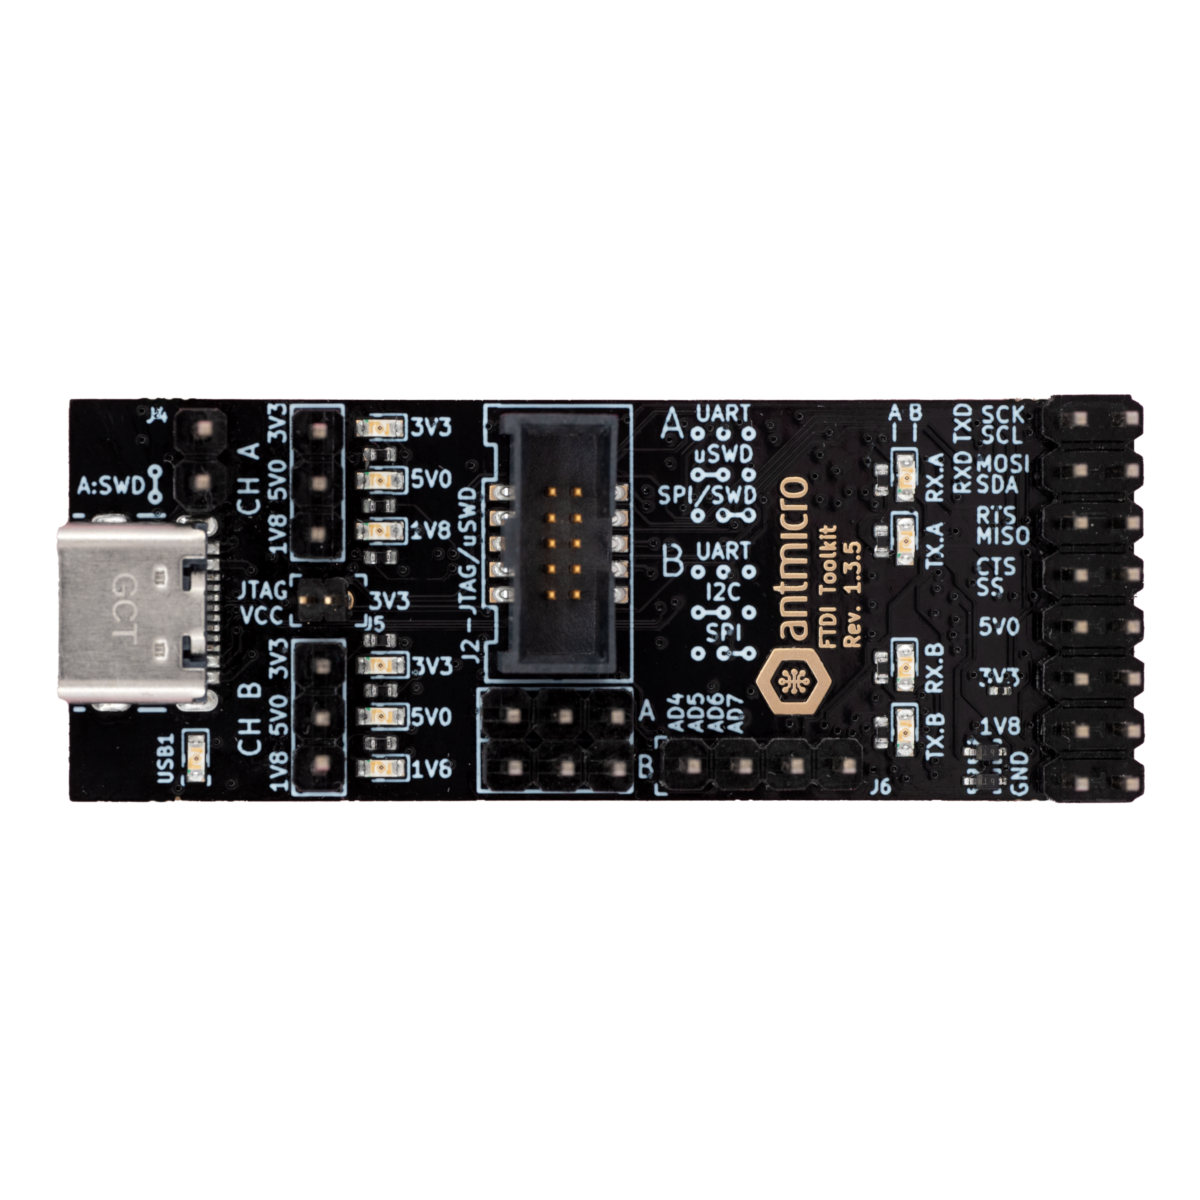 J4
A:SWD
GCT
USB1
CH A
3V3
5V0
1V8
3V3
5V0
1V8
JTAG
VCC
3V3
J5
CH B
3V3
5V0
1V8
3V3
5V0
1V6
J2 - JTAG/uSWD
A
B
A
UART
uSWD
SPI/SWD
B
UART
I2C
SPI
AD4
AD5
AD6
AD7
J6
antmicro
FTDI Toolkit
Rev. 1.3.5
A B
RX.A
TX.A
RX.B
TX.B
TXD SCK
SCL
RXD MOSI
SDA
RTS
MISO
CTS
SS
5V0
3V3
1V8
GND